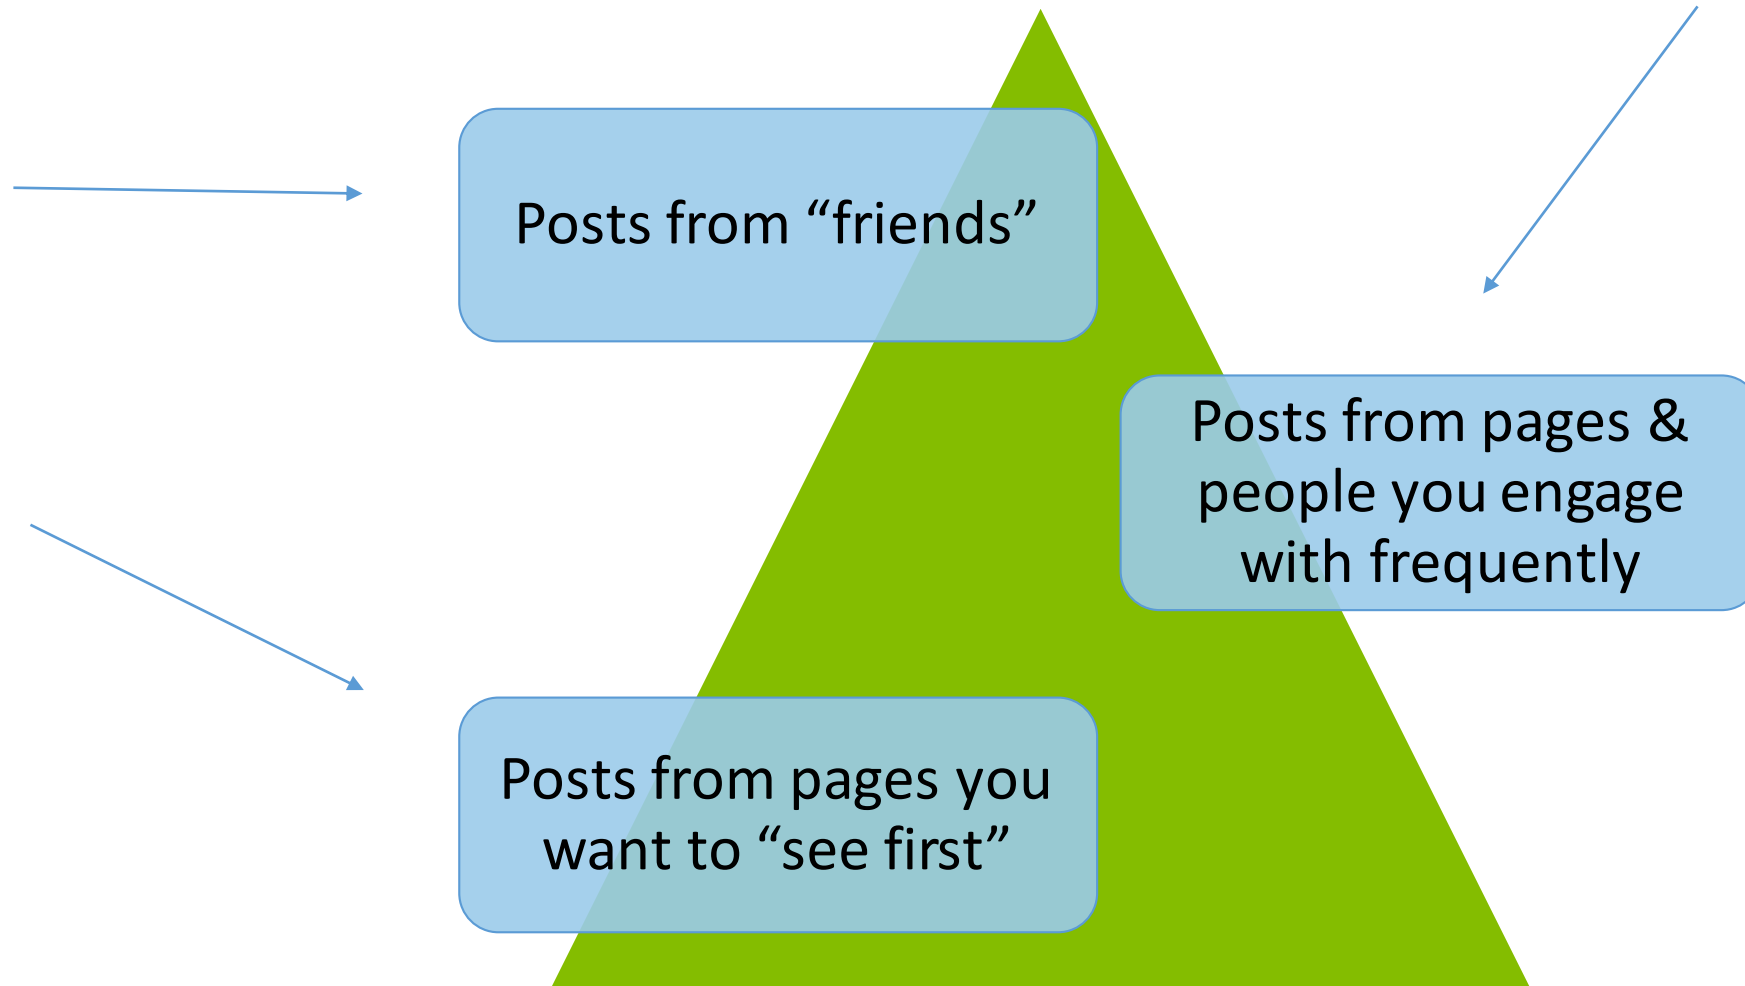 Posts from “friends”
Posts from pages &
people you engage
with frequently
Posts from pages you
want to “see first”